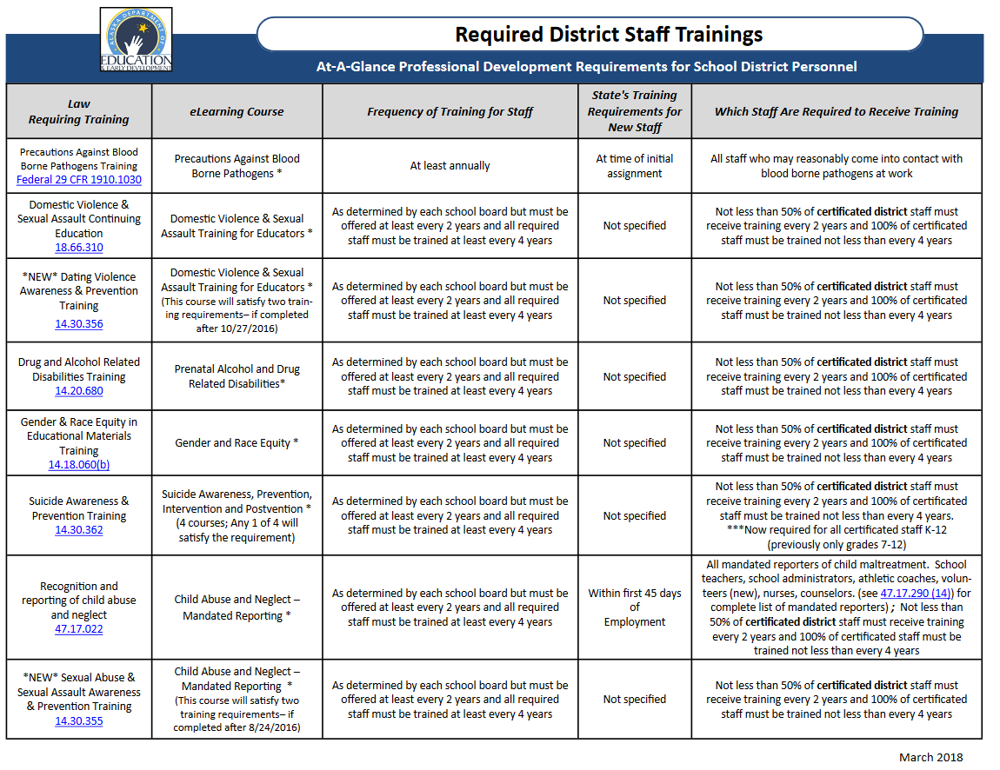 ALASKA DEPARTMENT OF
EDUCATION
& EARLY DEVELOPMENT
Required District Staff Trainings
At-A-Glance Professional Development Requirements for School District Personnel
Law
Requiring Training
eLearning Course
Frequency of Training for Staff
State's Training
Requirements for
New Staff
Which Staff Are Required to Receive Training
Precautions Against Blood
Borne Pathogens Training
Federal 29 CFR 1910.1030
Precautions Against Blood
Borne Pathogens *
At least annually
At time of initial
assignment
All staff who may reasonably come into contact with
blood borne pathogens at work
Domestic Violence &
Sexual Assault Continuing
Education
18.66.310
Domestic Violence & Sexual
Assault Training for Educators *
As determined by each school board but must be
offered at least every 2 years and all required
staff must be trained at least every 4 years
Not specified
Not less than 50% of certificated district staff must
receive training every 2 years and 100% of certificated
staff must be trained not less than every 4 years
*NEW* Dating Violence
Awareness & Prevention
Training
14.30.356
Domestic Violence & Sexual
Assault Training for Educators *
(This course will satisfy two train-
ing requirements– if completed
after 10/27/2016)
As determined by each school board but must be
offered at least every 2 years and all required
staff must be trained at least every 4 years
Not specified
Not less than 50% of certificated district staff must
receive training every 2 years and 100% of certificated
staff must be trained not less than every 4 years
Drug and Alcohol Related
Disabilities Training
14.20.680
Prenatal Alcohol and Drug
Related Disabilities*
As determined by each school board but must be
offered at least every 2 years and all required
staff must be trained at least every 4 years
Not specified
Not less than 50% of certificated district staff must
receive training every 2 years and 100% of certificated
staff must be trained not less than every 4 years
Gender & Race Equity in
Educational Materials
Training
14.18.060(b)
Gender and Race Equity *
As determined by each school board but must be
offered at least every 2 years and all required
staff must be trained at least every 4 years
Not specified
Not less than 50% of certificated district staff must
receive training every 2 years and 100% of certificated
staff must be trained not less than every 4 years
Suicide Awareness &
Prevention Training
14.30.362
Suicide Awareness, Prevention,
Intervention and Postvention *
(4 courses; Any 1 of 4 will
satisfy the requirement)
As determined by each school board but must be
offered at least every 2 years and all required
staff must be trained at least every 4 years
Not specified
Not less than 50% of certificated district staff must
receive training every 2 years and 100% of certificated
staff must be trained not less than every 4 years.
***Now required for all certificated staff K-12
(previously only grades 7-12)
Recognition and
reporting of child abuse
and neglect
47.17.022
Child Abuse and Neglect –
Mandated Reporting *
As determined by each school board but must be
offered at least every 2 years and all required
staff must be trained at least every 4 years
Within first 45 days
of
Employment
All mandated reporters of child maltreatment. School
teachers, school administrators, athletic coaches, volun-
teers (new), nurses, counselors. (see 47.17.290 (14)) for
complete list of mandated reporters) ; Not less than
50% of certificated district staff must receive training
every 2 years and 100% of certificated staff must be
trained not less than every 4 years
*NEW* Sexual Abuse &
Sexual Assault Awareness
& Prevention Training
14.30.355
Child Abuse and Neglect –
Mandated Reporting *
(This course will satisfy two
training requirements– if
completed after 8/24/2016)
As determined by each school board but must be
offered at least every 2 years and all required
staff must be trained at least every 4 years
Not specified
Not less than 50% of certificated district staff must
receive training every 2 years and 100% of certificated
staff must be trained not less than every 4 years
March 2018